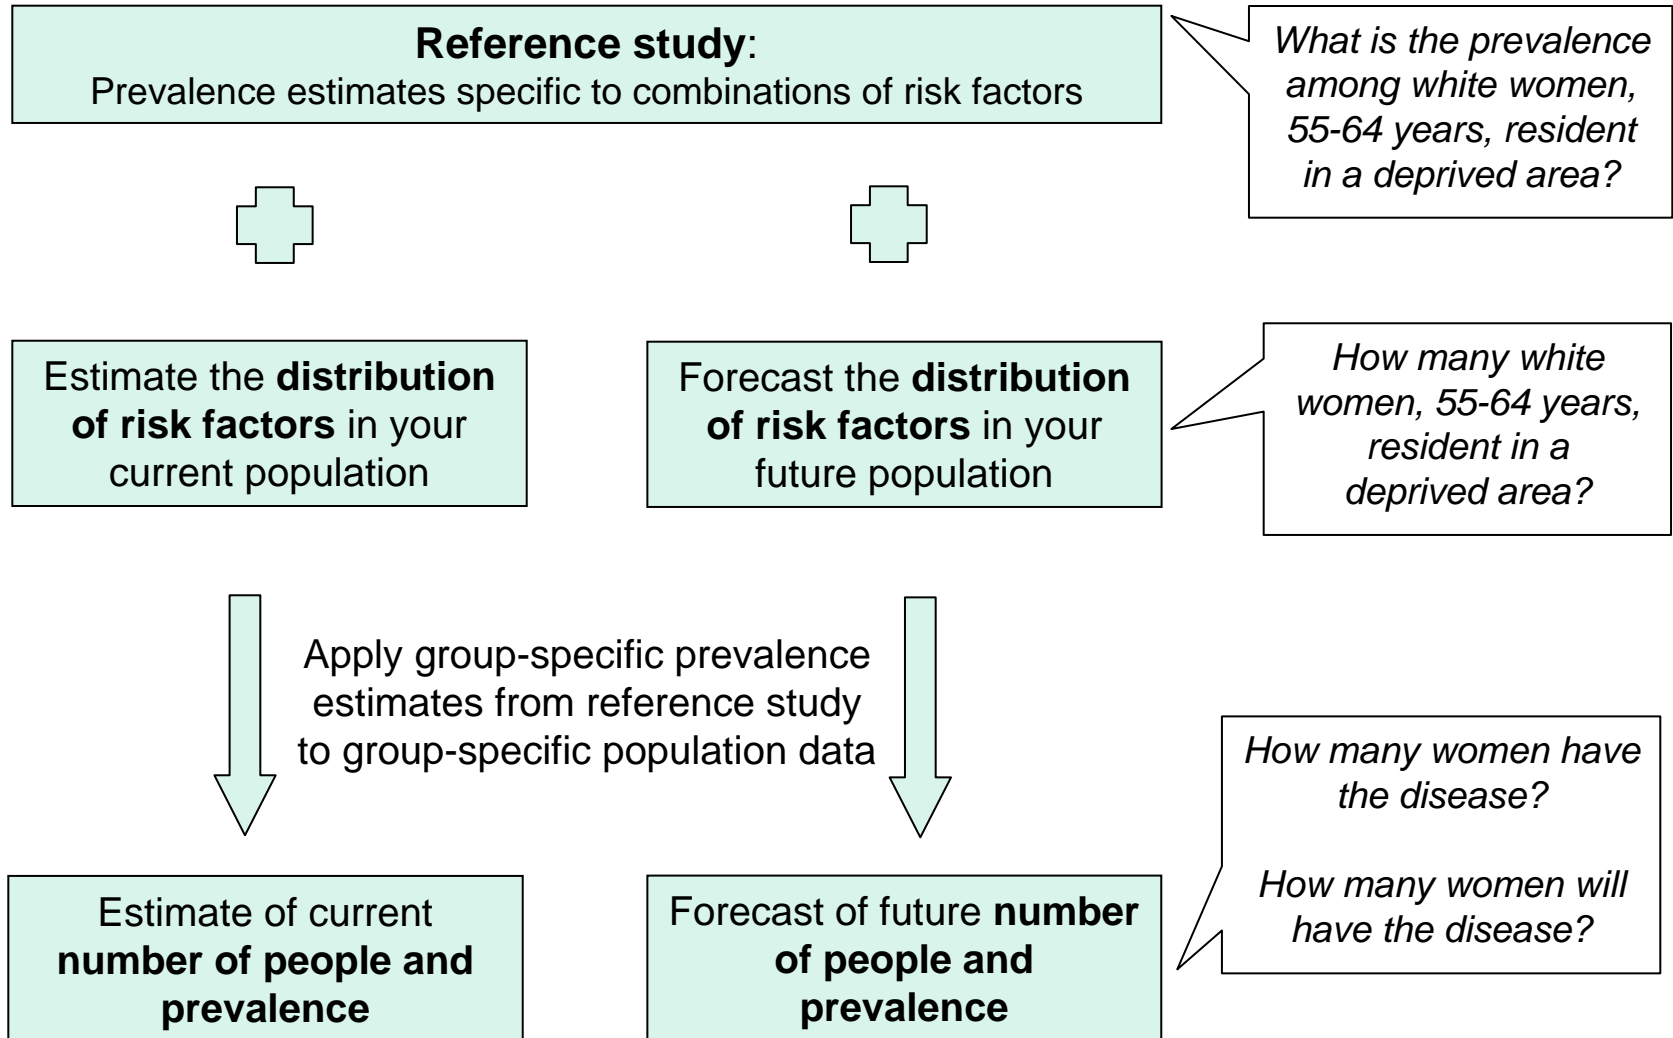 Reference study:
Prevalence estimates specific to combinations of risk factors
What is the prevalence
among white women,
55-64 years, resident
in a deprived area?
Estimate the distribution
of risk factors in your
current population
Forecast the distribution
of risk factors in your
future population
How many white
women, 55-64 years,
resident in a
deprived area?
Apply group-specific prevalence
estimates from reference study
to group-specific population data
How many women have
the disease?
How many women will
have the disease?
Estimate of current
number of people and
prevalence
Forecast of future number
of people and
prevalence